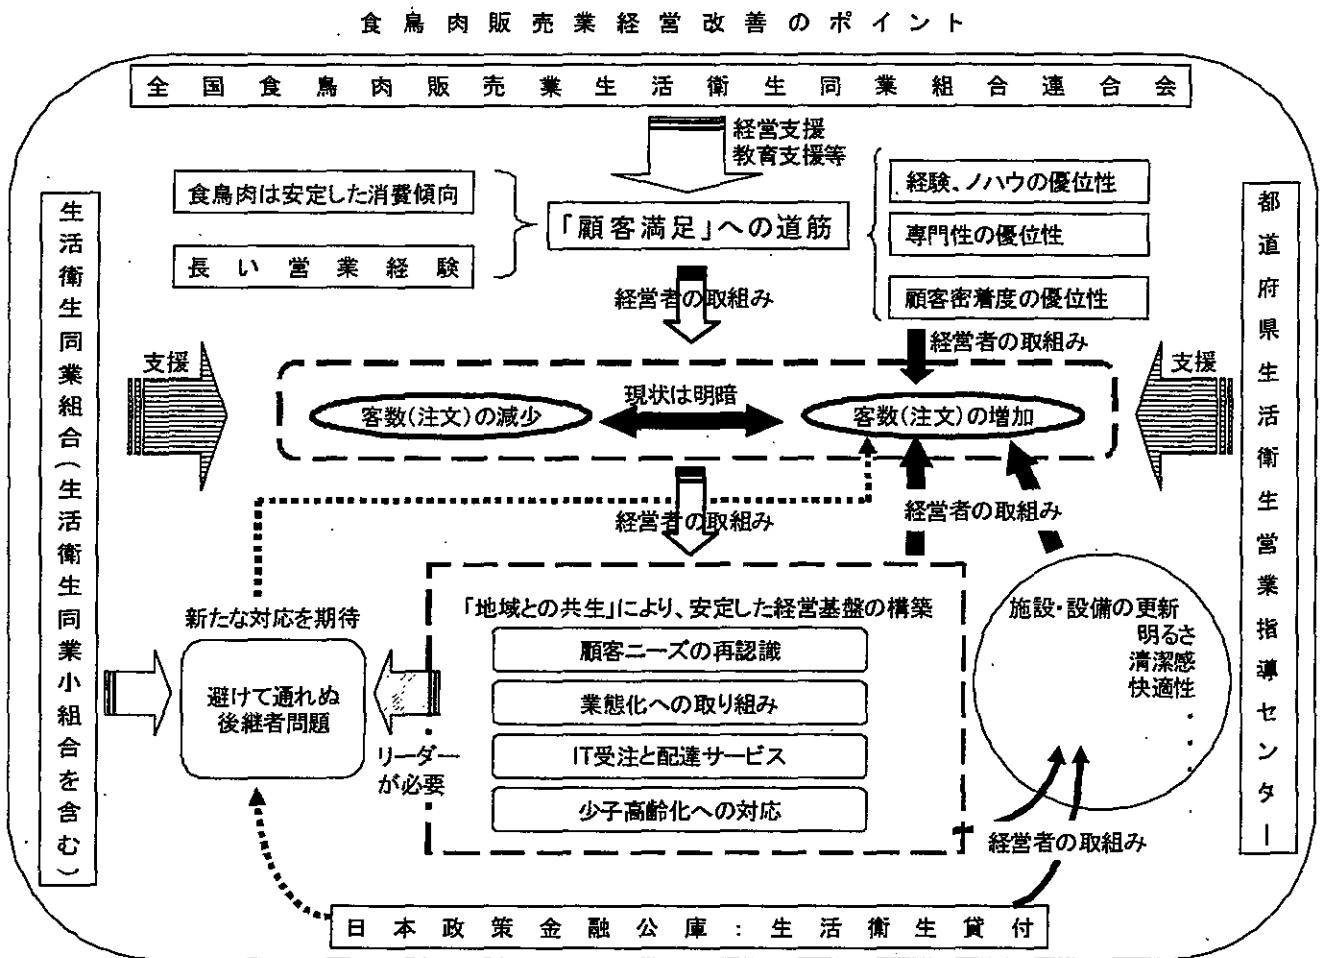 食鳥肉販売業経営改善のポイント
全国食鳥肉販売業生活衛生同業組合連合会
経営支援
教育支援等
食鳥肉は安定した消費傾向
長い営業経験
「顧客満足」への道筋
経験、ノハウの優位性
専門性の優位性
顧客密着度の優位性
生活衛生同業組合(生活衛生同業小組合を含む)
都道府県生活衛生営業指導センター
経営者の取組み
経営者の取組み
支援
支援
現状は明暗
客数(注文)の減少
客数(注文)の増加
経営者の取組み
経営者の取組み
新たな対応を期待
避けて通れぬ
後継者問題
リーダー
が必要
「地域との共生」により、安定した経営基盤の構築
顧客ニーズの再認識
業態化への取り組み
IT受注と配達サービス
少子高齢化への対応
施設・設備の更新
明るさ
清潔感
快適性
・
・
・
経営者の取組み
日本政策金融公庫:生活衛生貸付